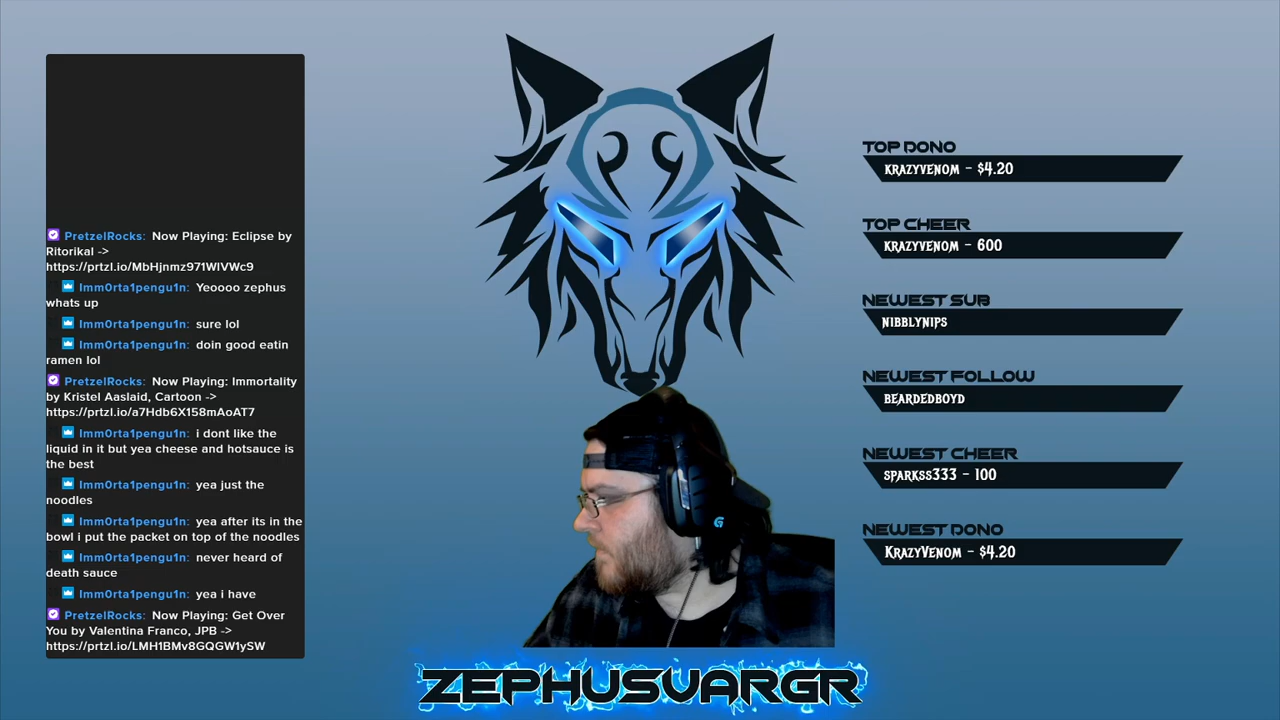 PretzelRocks: Now Playing: Eclipse by
Ritorikal ->
https://prtzl.io/MbHjnmz971WlVWc9
Imm0rta1pengu1n: Yeoooo zephus
whats up
Imm0rta1pengu1n: sure lol
Imm0rta1pengu1n: doin good eatin
ramen lol
PretzelRocks: Now Playing: Immortality
by Kristel Aaslaid, Cartoon ->
https://prtzl.io/a7Hdb6X158mAoAT7
Imm0rta1pengu1n: i dont like the
liquid in it but yea cheese and hotsauce is
the best
Imm0rta1pengu1n: yea just the
noodles
Imm0rta1pengu1n: yea after its in the
bowl i put the packet on top of the noodles
Imm0rta1pengu1n: never heard of
death sauce
Imm0rta1pengu1n: yea i have
PretzelRocks: Now Playing: Get Over
You by Valentina Franco, JPB ->
https://prtzl.io/LMH1BMv8GQGW1ySW
TOP DONO
KRAZYVENOM - $4.20
TOP CHEER
KRAZYVENOM - 600
NEWEST SUB
NIBBLYNIPS
NEWEST FOLLOW
BEARDEDBOYD
NEWEST CHEER
SPARKSS333 - 100
NEWEST DONO
KRAZYVENOM - $4.20
G
ZEPHUSVARGR